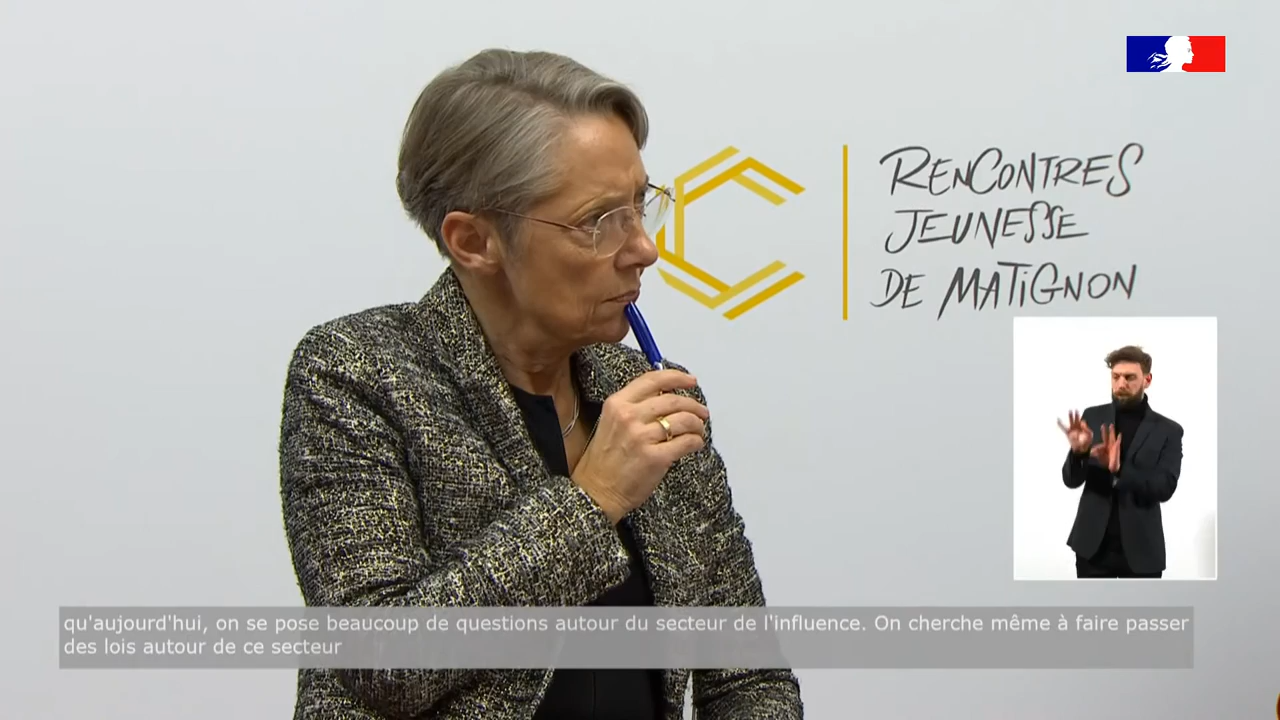 RENCONTRES
JEUNESSE
DE MATIGNON
qu'aujourd'hui, on se pose beaucoup de questions autour du secteur de l'influence. On cherche même à faire passer
des lois autour de ce secteur